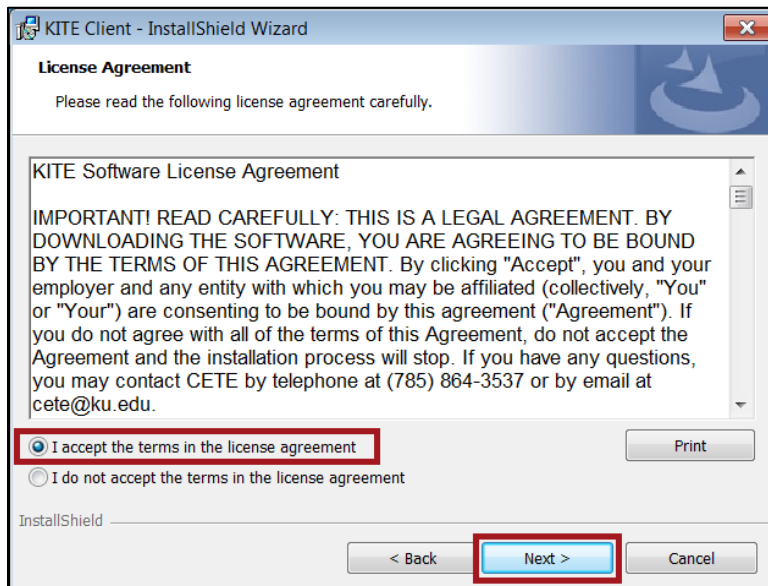 KITE Client - InstallShield Wizard
License Agreement
Please read the following license agreement carefully.
KITE Software License Agreement
IMPORTANT! READ CAREFULLY: THIS IS A LEGAL AGREEMENT. BY
DOWNLOADING THE SOFTWARE, YOU ARE AGREEING TO BE BOUND
BY THE TERMS OF THIS AGREEMENT. By clicking "Accept", you and your
employer and any entity with which you may be affiliated (collectively, "You"
or "Your") are consenting to be bound by this agreement ("Agreement"). If
you do not agree with all of the terms of this Agreement, do not accept the
Agreement and the installation process will stop. If you have any questions,
you may contact CETE by telephone at (785) 864-3537 or by email at
cete@ku.edu.
I accept the terms in the license agreement
Print
I do not accept the terms in the license agreement
InstallShield
< Back
Next >
Cancel